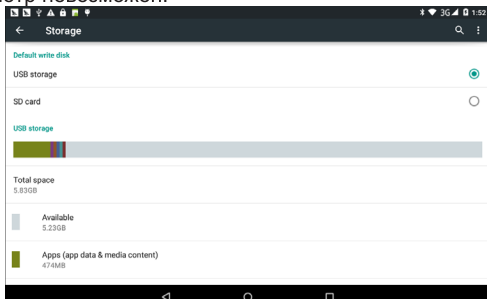 1:52
3G
Storage
Default write disk
USB storage
SD card
USB storage
Total space
5.83GB
Available
5.23GB
Apps (app data & media content)
474MB